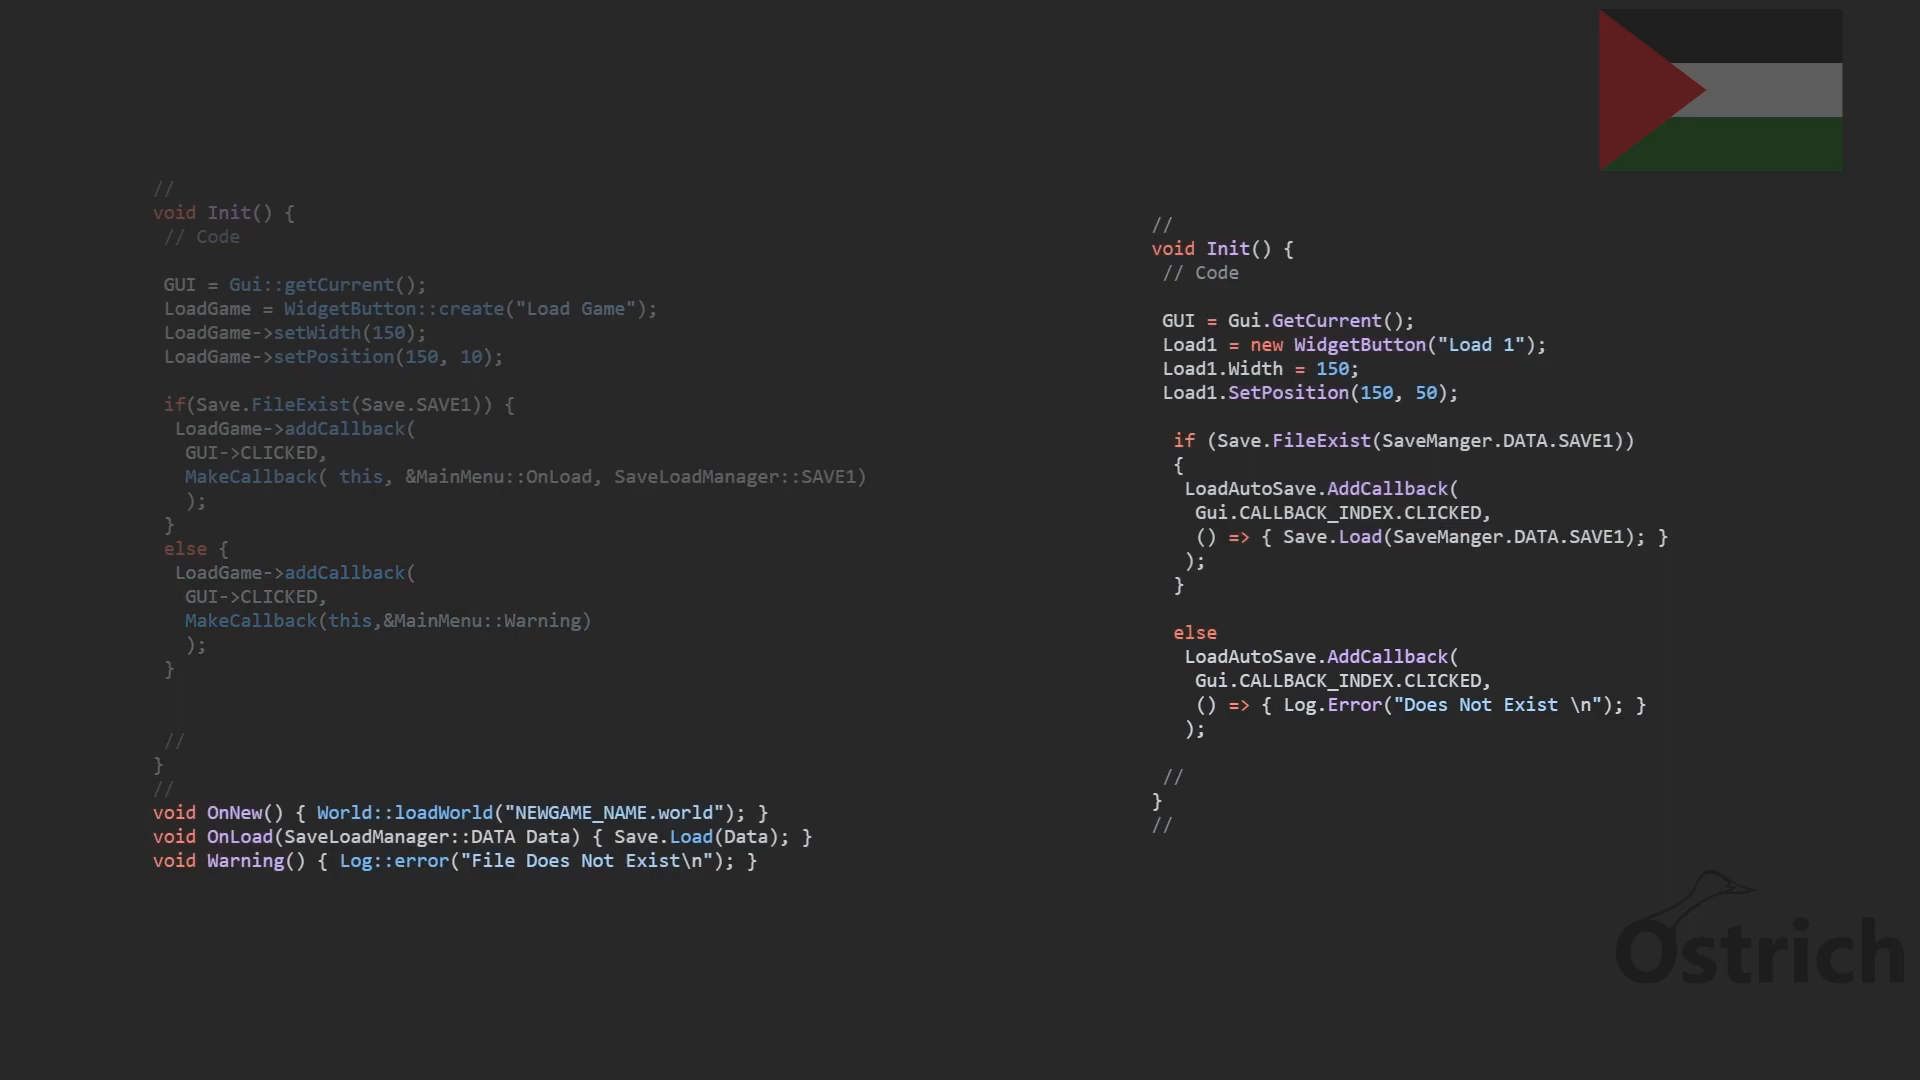 //
void Init() {
// Code
GUI = Gui::getCurrent();
LoadGame = WidgetButton::create("Load Game");
LoadGame->setWidth(150);
LoadGame->setPosition(150, 10);
if(Save.FileExist(Save.SAVE1)) {
LoadGame->addCallback(
GUI->CLICKED,
MakeCallback( this, &MainMenu::OnLoad, SaveLoadManager::SAVE1)
);
}
else {
LoadGame->addCallback(
GUI->CLICKED,
MakeCallback(this,&MainMenu::Warning)
);
}
//
}
//
void OnNew() { World::loadWorld("NEWGAME_NAME.world"); }
void OnLoad(SaveLoadManager::DATA Data) { Save.Load(Data); }
void Warning() { Log::error("File Does Not Exist\n"); }
//
void Init() {
// Code
GUI = Gui.GetCurrent();
Load1 = new WidgetButton("Load 1");
Load1.Width = 150;
Load1.SetPosition(150, 50);
if (Save.FileExist(SaveManger.DATA.SAVE1))
{
LoadAutoSave.AddCallback(
Gui.CALLBACK_INDEX.CLICKED,
() => { Save.Load(SaveManger.DATA.SAVE1); }
);
}
else
LoadAutoSave.AddCallback(
Gui.CALLBACK_INDEX.CLICKED,
() => { Log.Error("Does Not Exist \n"); }
);
//
}
//
Ostrich